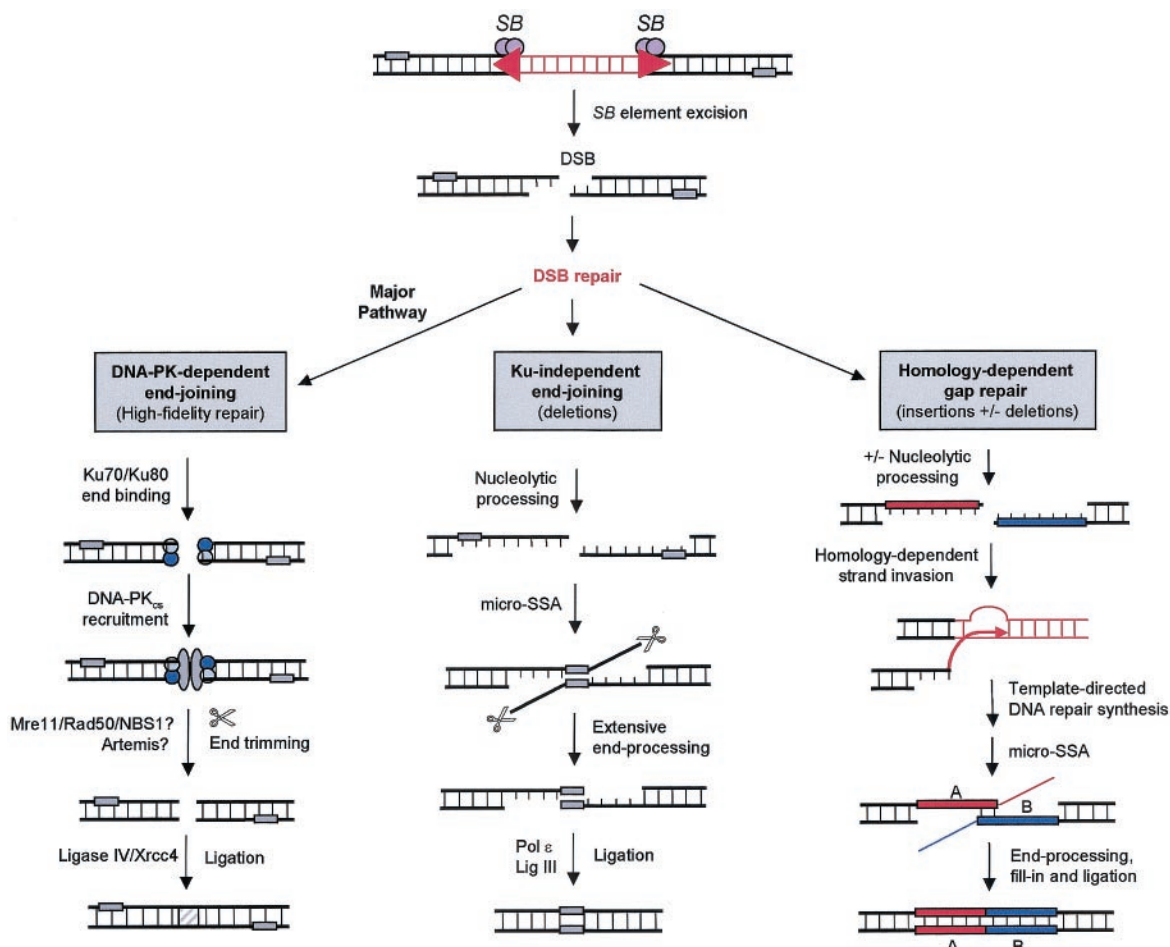 SB SB
SB element excision
DSB
DSB repair
Major
Pathway
DNA-PK-dependent
end-joining
(High-fidelity repair)
Ku70/Ku80
end binding
DNA-PKcs
recruitment
Mre11/Rad50/NBS1?
Artemis?
End trimming
Ligase IV/Xrcc4
Ligation
Ku-independent
end-joining
(deletions)
Nucleolytic
processing
micro-SSA
Extensive
end-processing
Pol ε
Lig III
Ligation
Homology-dependent
gap repair
(insertions +/- deletions)
+/- Nucleolytic
processing
Homology-dependent
strand invasion
Template-directed
DNA repair synthesis
micro-SSA
A
B
End-processing,
fill-in and ligation
A B